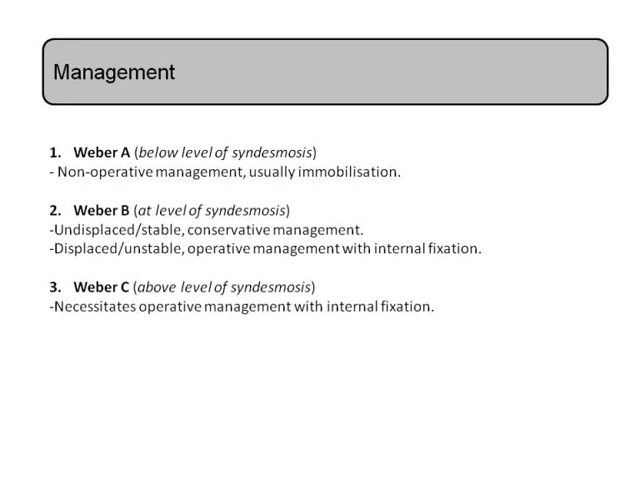 Management
1. Weber A (below level of syndesmosis)
- Non-operative management, usually immobilisation.
2. Weber B (at level of syndesmosis)
-Undisplaced/stable, conservative management.
-Displaced/unstable, operative management with internal fixation.
3. Weber C (above level of syndesmosis)
-Necessitates operative management with internal fixation.